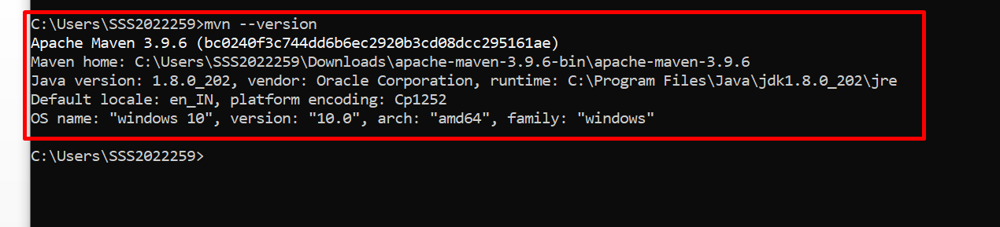 C:\Users\SSS2022259>mvn --version
Apache Maven 3.9.6 (bc0240f3c744dd6b6ec2920b3cd08dcc295161ae)
Maven home: C:\Users\SSS2022259\Downloads\apache-maven-3.9.6-bin\apache-maven-3.9.6
Java version: 1.8.0_202, vendor: Oracle Corporation, runtime: C:\Program Files\Java\jdk1.8.0_202\jre
Default locale: en_IN, platform encoding: Cp1252
OS name: "windows 10", version: "10.0", arch: "amd64", family: "windows"
C:\Users\SSS2022259>